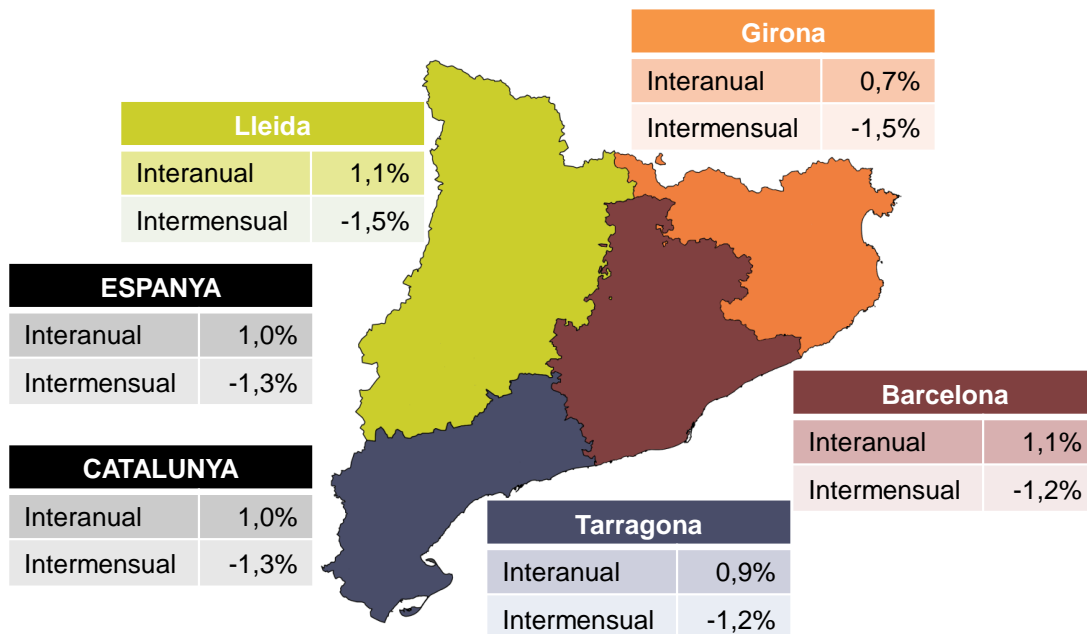 Girona
Interanual 0,7%
Intermensual -1,5%
Lleida
Interanual 1,1%
Intermensual -1,5%
ESPANYA
Interanual 1,0%
Intermensual -1,3%
Barcelona
Interanual 1,1%
Intermensual -1,2%
CATALUNYA
Interanual 1,0%
Intermensual -1,3%
Tarragona
Interanual 0,9%
Intermensual -1,2%